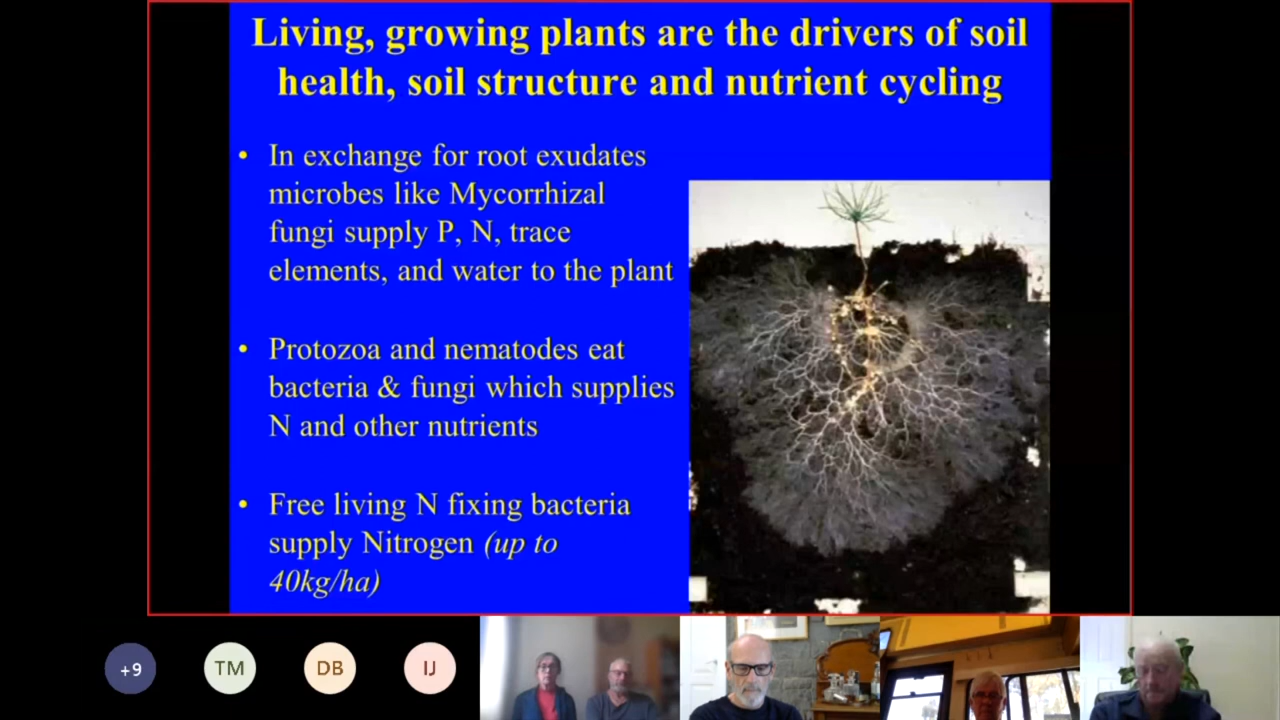 Living, growing plants are the drivers of soil
health, soil structure and nutrient cycling
• In exchange for root exudates
microbes like Mycorrhizal
fungi supply P, N, trace
elements, and water to the plant
• Protozoa and nematodes eat
bacteria & fungi which supplies
N and other nutrients
• Free living N fixing bacteria
supply Nitrogen (up to
40kg/ha)
+9
TM
DB
IJ